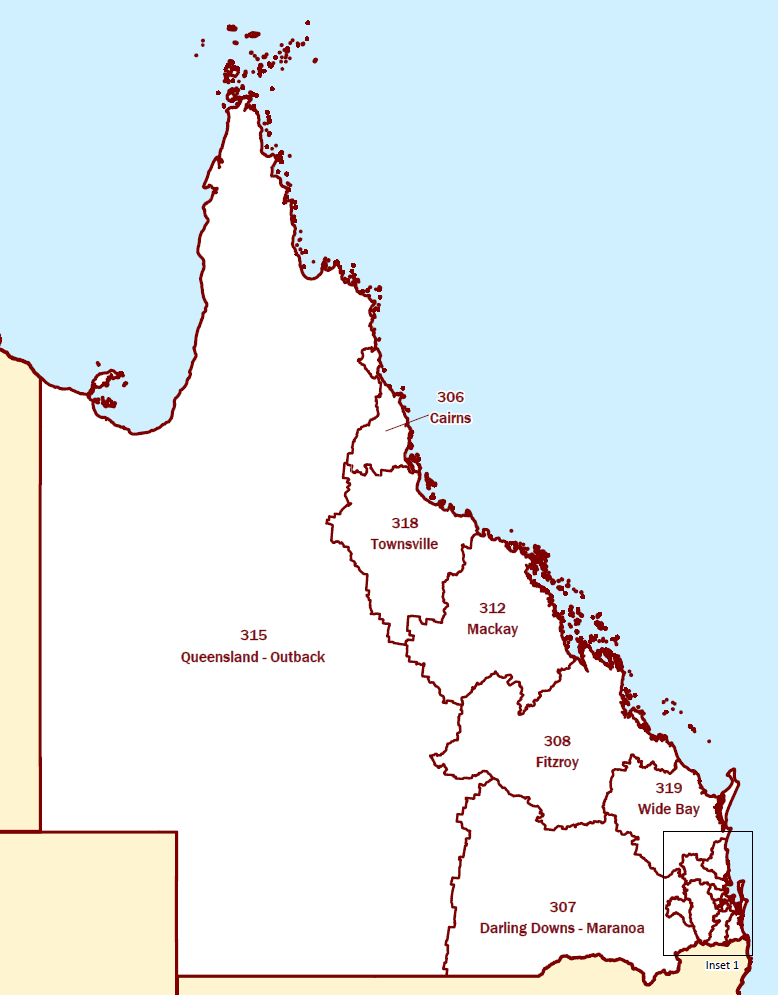 306
Cairns
318
Townsville
312
Mackay
315
Queensland - Outback
308
Fitzroy
319
Wide Bay
307
Darling Downs - Maranoa
Inset 1